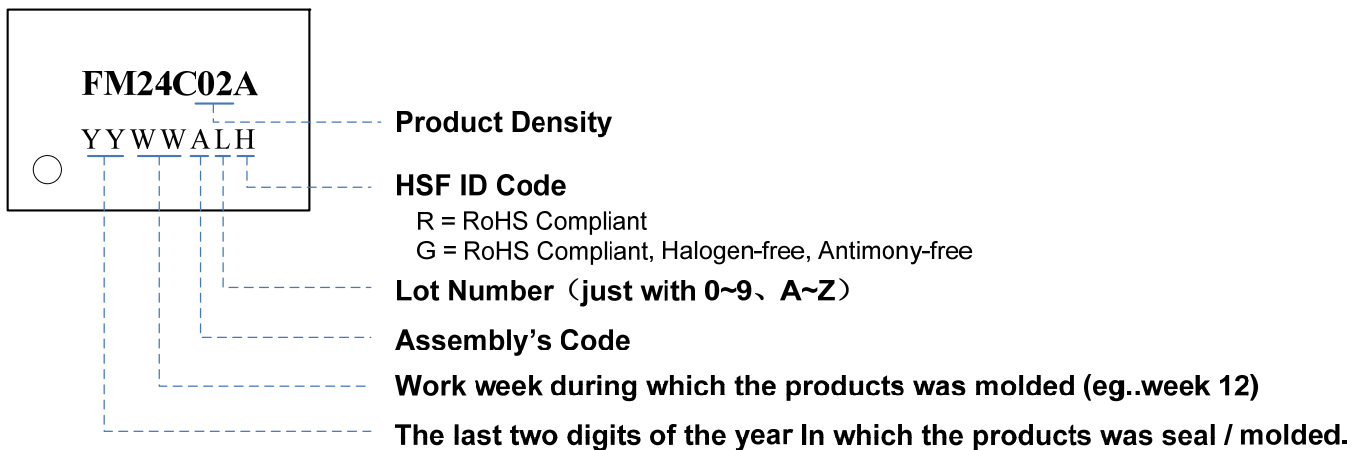 FM24C02A
YYWWALH
Product Density
HSF ID Code
R = RoHS Compliant
G = RoHS Compliant, Halogen-free, Antimony-free
Lot Number（just with 0~9、A~Z）
Assembly’s Code
Work week during which the products was molded (eg..week 12)
The last two digits of the year In which the products was seal / molded.